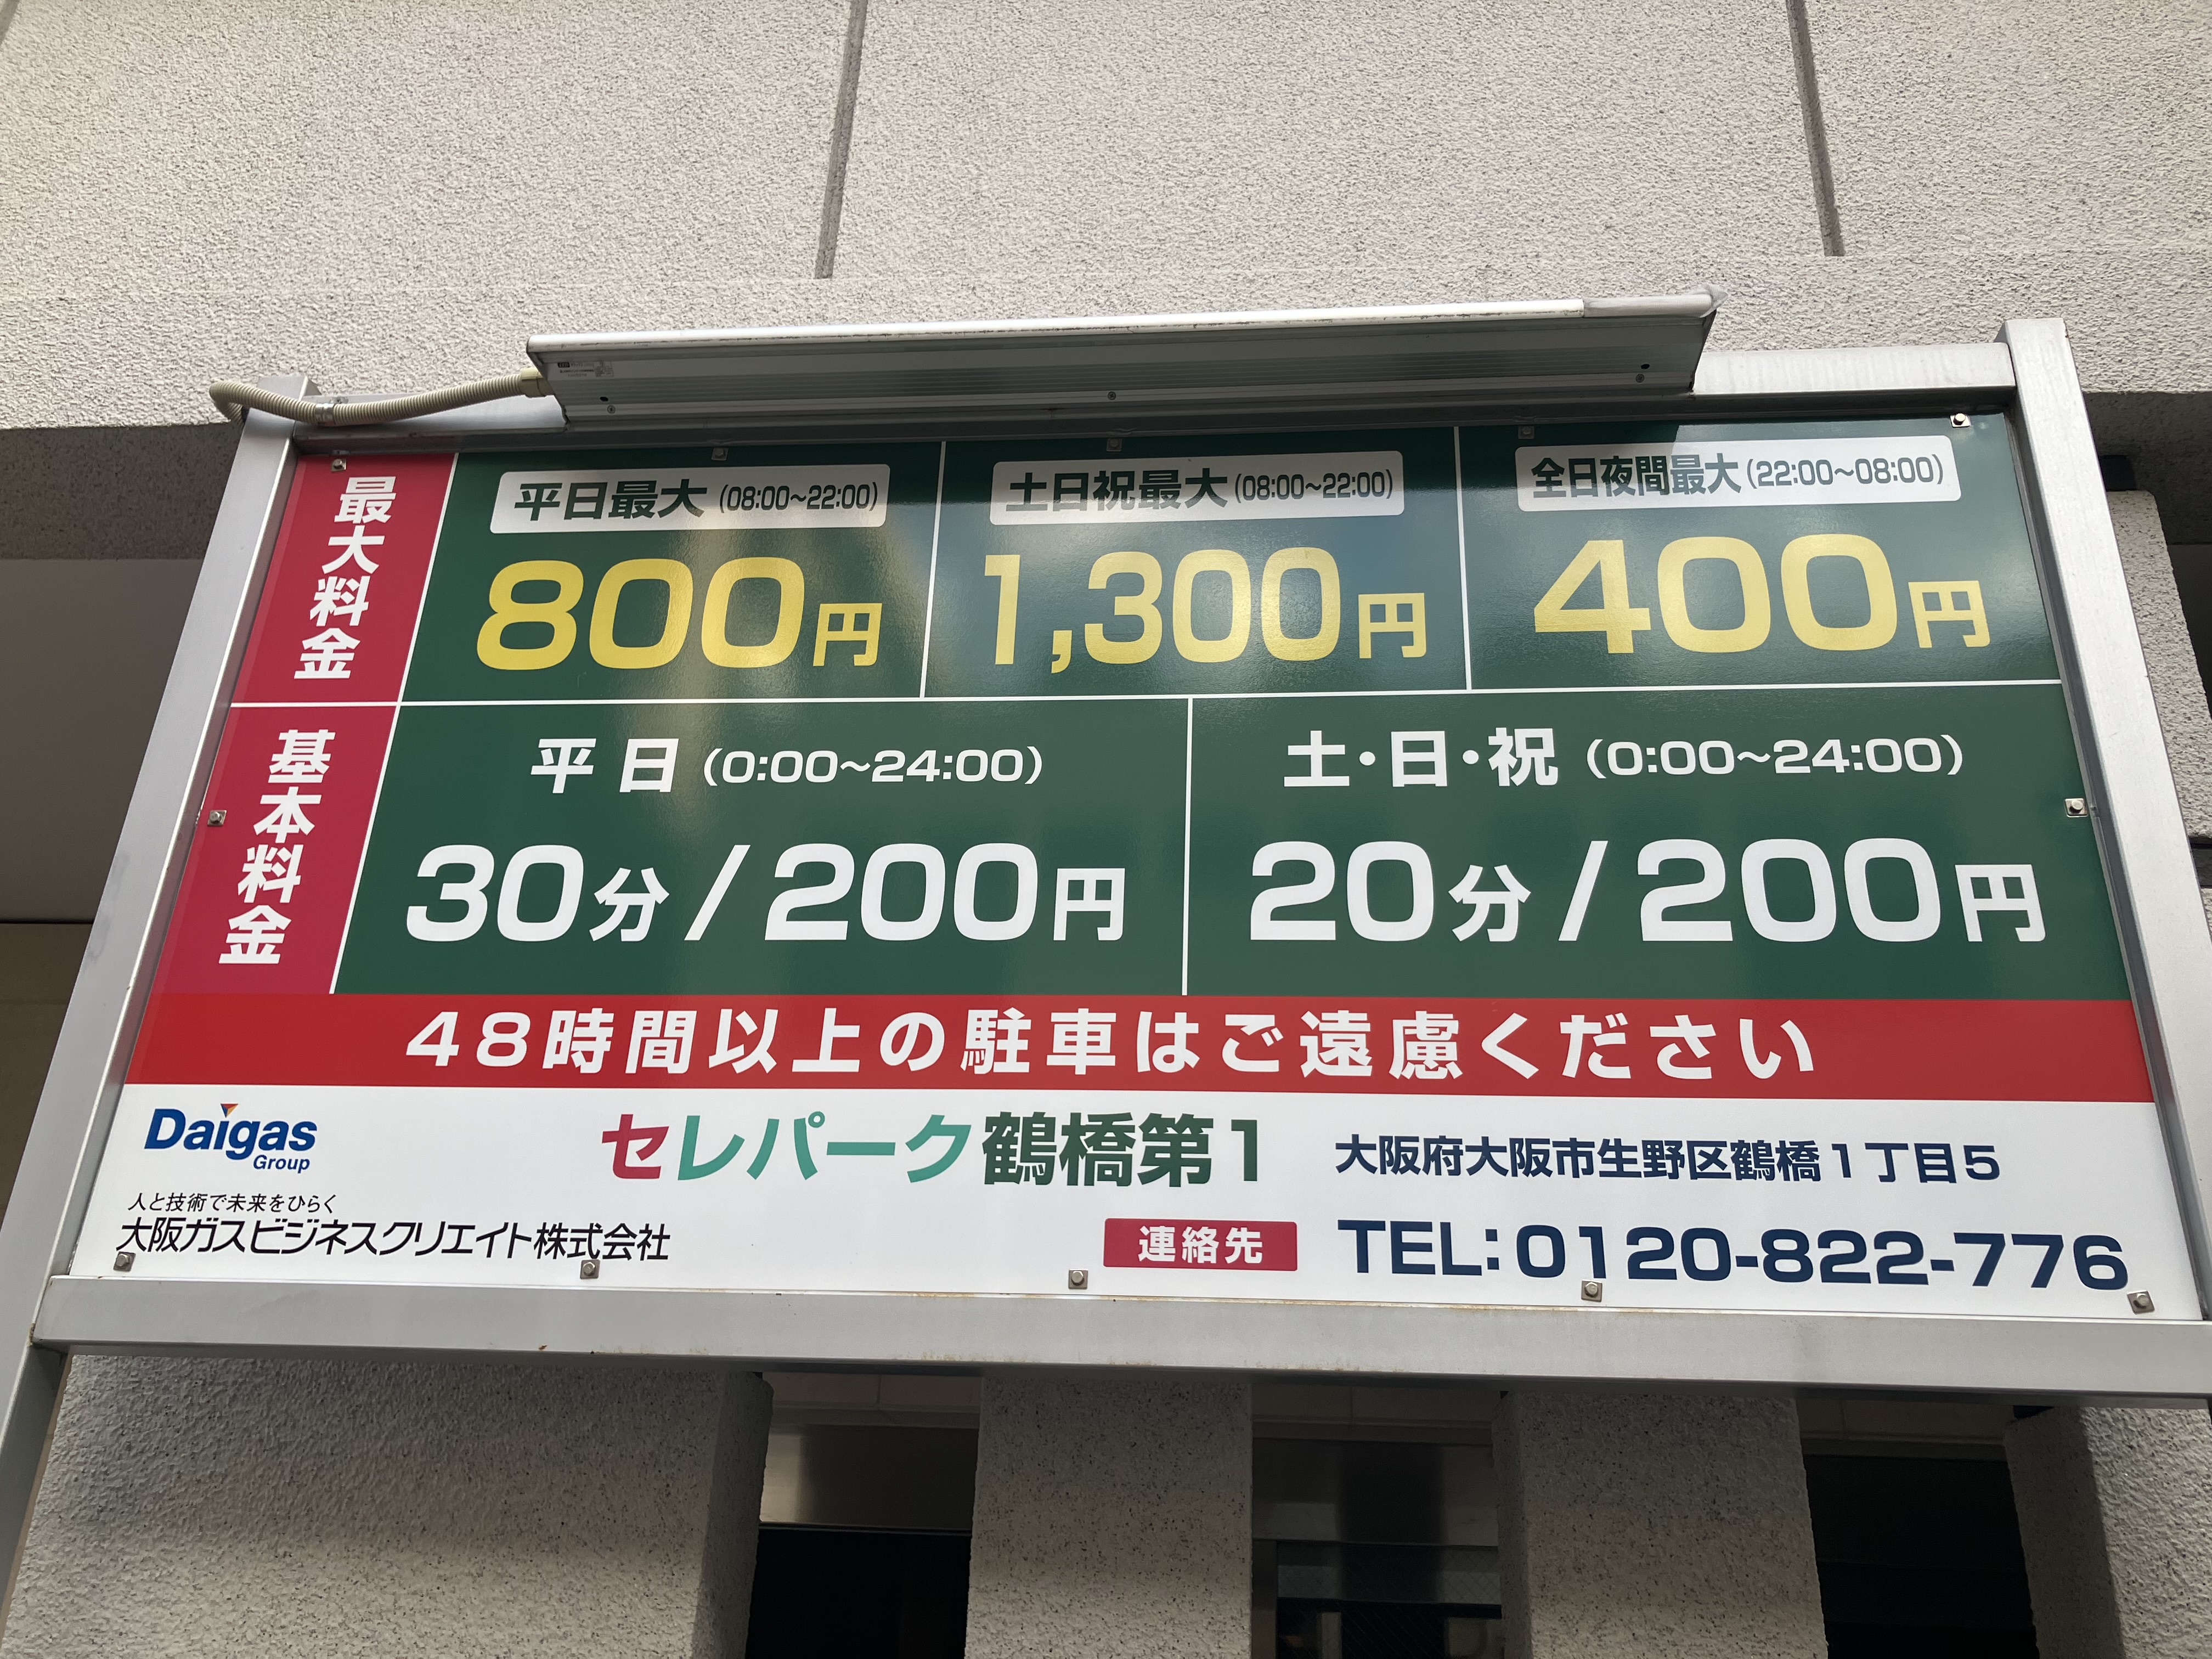 最大料金
平日最大 (08:00~22:00)
800円
土日祝最大 (08:00~22:00)
1,300円
全日夜間最大 (22:00~08:00)
400円
基本料金
平日 (0:00~24:00)
30分/200円
土・日・祝 (0:00~24:00)
20分/200円
48時間以上の駐車はご遠慮ください
Daigas
Group
人と技術で未来をひらく
大阪ガスビジネスクリエイト株式会社
セレパーク鶴橋第1
大阪府大阪市生野区鶴橋1丁目5
連絡先
TEL:0120-822-776